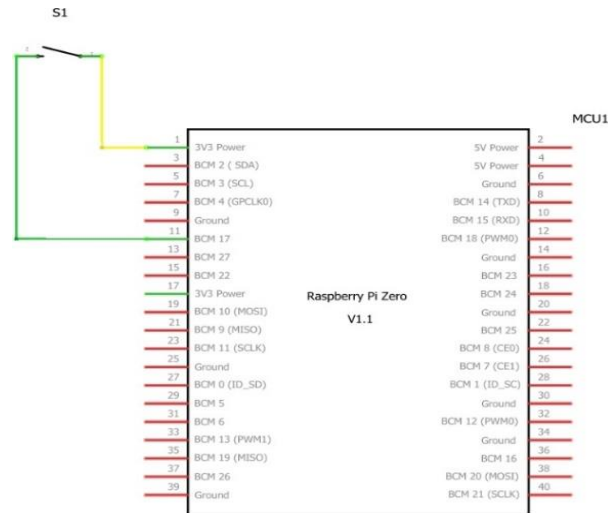 S1
MCU1
1 3V3 Power
3 BCM 2 ( SDA)
5 BCM 3 (SCL)
7 BCM 4 (GPCLK0)
9 Ground
11 BCM 17
13 BCM 27
15 BCM 22
17 3V3 Power
19 BCM 10 (MOSI)
21 BCM 9 (MISO)
23 BCM 11 (SCLK)
25 Ground
27 BCM 0 (ID_SD)
29 BCM 5
31 BCM 6
33 BCM 13 (PWM1)
35 BCM 19 (MISO)
37 BCM 26
39 Ground
Raspberry Pi Zero
V1.1
5V Power 2
5V Power 4
Ground 6
BCM 14 (TXD) 8
BCM 15 (RXD) 10
BCM 18 (PWM0) 12
Ground 14
BCM 23 16
BCM 24 18
Ground 20
BCM 25 22
BCM 8 (CE0) 24
BCM 7 (CE1) 26
BCM 1 (ID_SC) 28
Ground 30
BCM 12 (PWM0) 32
Ground 34
BCM 16 36
BCM 20 (MOSI) 38
BCM 21 (SCLK) 40